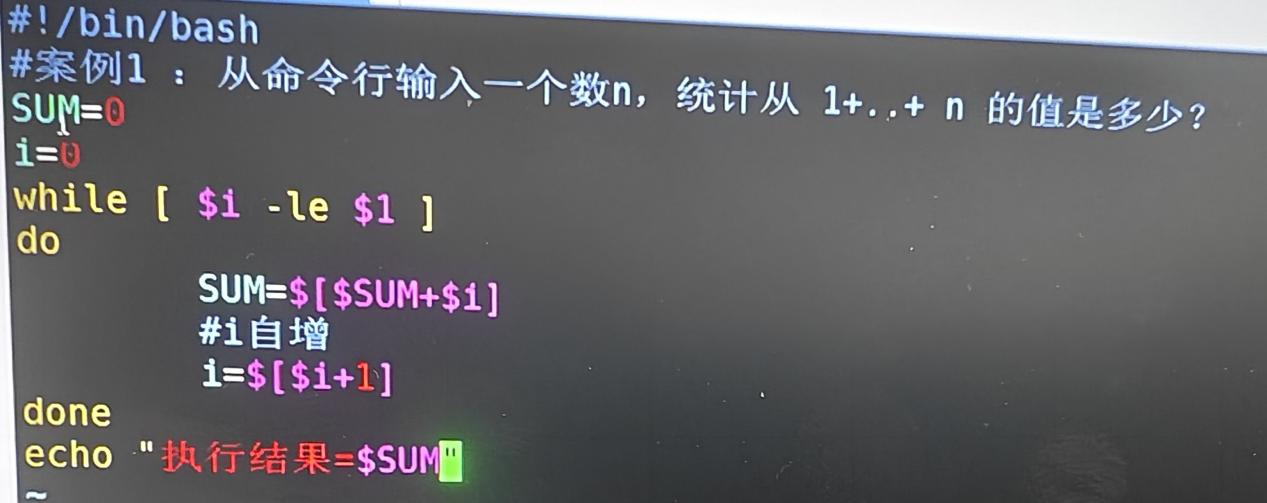 #!/bin/bash
#案例1 : 从命令行输入一个数n，统计从 1+..+ n 的值是多少?
SUM=0
i=0
while [ $i -le $1 ]
do
SUM=$[$SUM+$i]
#i自增
i=$[$i+1]
done
echo "执行结果=$SUM"
~